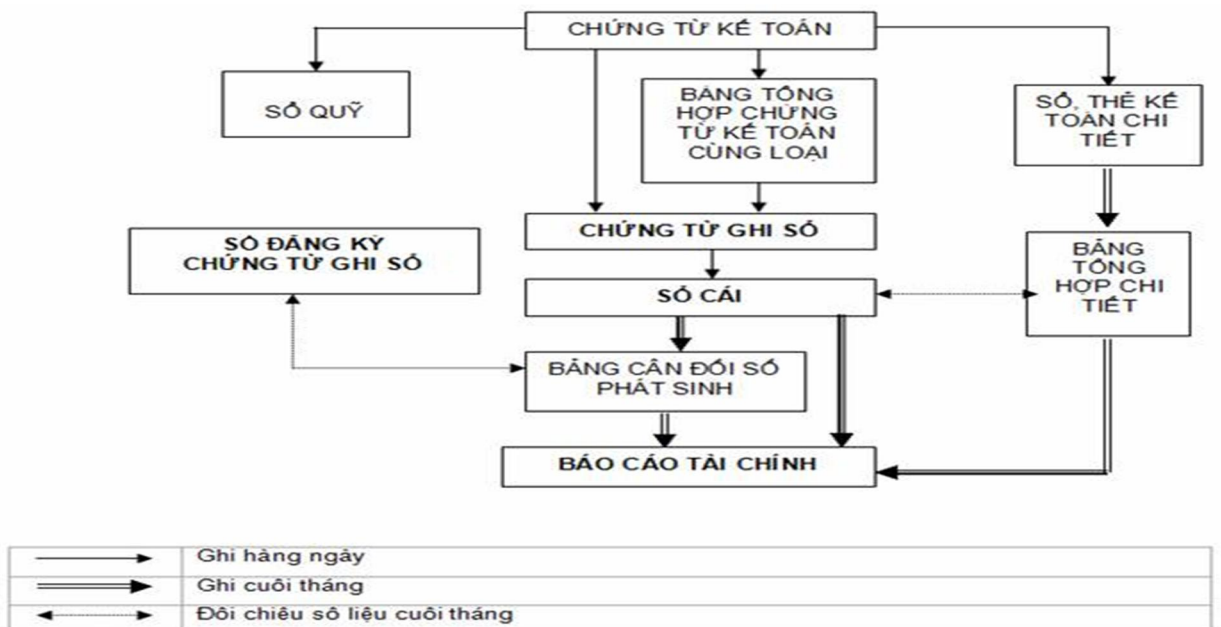 CHỨNG TỪ KẾ TOÁN
SỔ QUỸ
BẢNG TỔNG
HỢP CHỨNG
TỪ KẾ TOÁN
CÙNG LOẠI
SỔ, THẺ KẾ
TOÁN CHI
TIẾT
CHỨNG TỪ GHI SỔ
SỔ ĐĂNG KÝ
CHỨNG TỪ GHI SỔ
BẢNG
TỔNG
HỢP CHI
TIẾT
SỔ CÁI
BẢNG CÂN ĐỐI SỐ
PHÁT SINH
BÁO CÁO TÀI CHÍNH
Ghi hàng ngày
Ghi cuối tháng
Đối chiếu số liệu cuối tháng